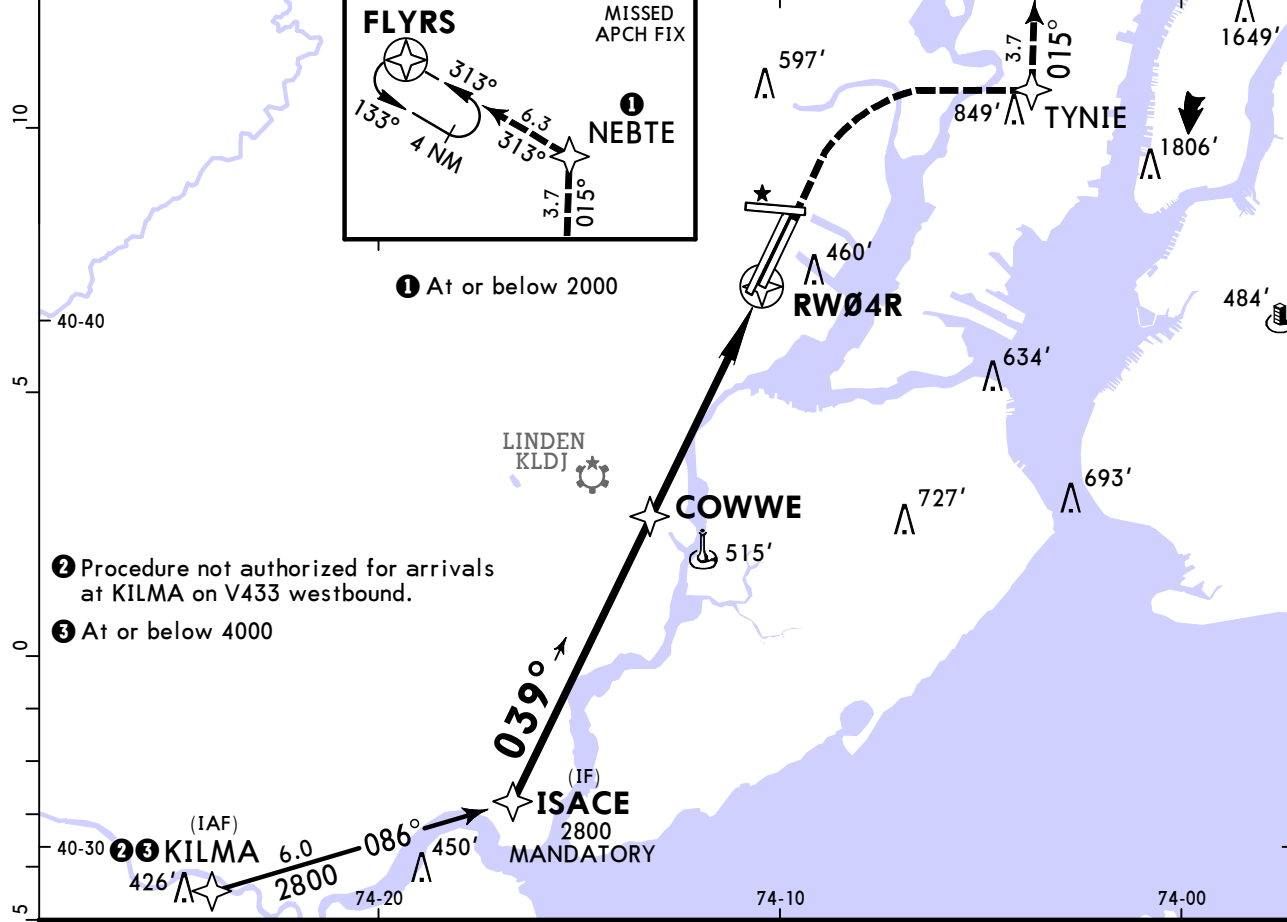 FLYRS
MISSED
APCH FIX
313°
133°
4 NM
6.3
313°
❶
NEBTE
3.7
015°
❶ At or below 2000
597'
3.7
015°
1649'
849'
TYNIE
1806'
10
460'
RWØ4R
484'
40-40
634'
5
LINDEN
KLDJ
COWWE
693'
727'
515'
❷ Procedure not authorized for arrivals
at KILMA on V433 westbound.
❸ At or below 4000
0
039°
(IF)
ISACE
2800
MANDATORY
(IAF)
❷❸ KILMA
40-30
6.0
086°
2800
450'
426'
74-20
74-10
74-00
5